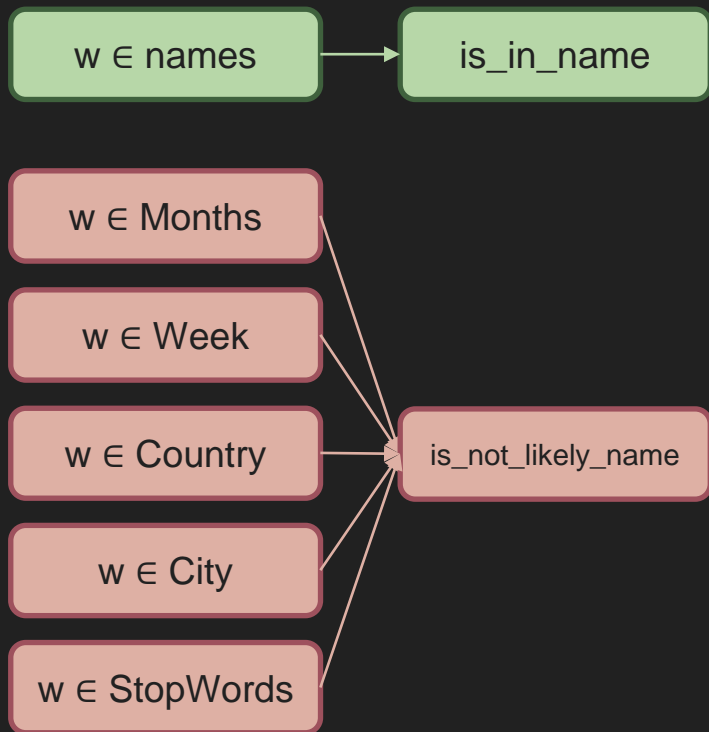 w ∈ names
is_in_name
w ∈ Months
w ∈ Week
w ∈ Country
is_not_likely_name
w ∈ City
w ∈ StopWords